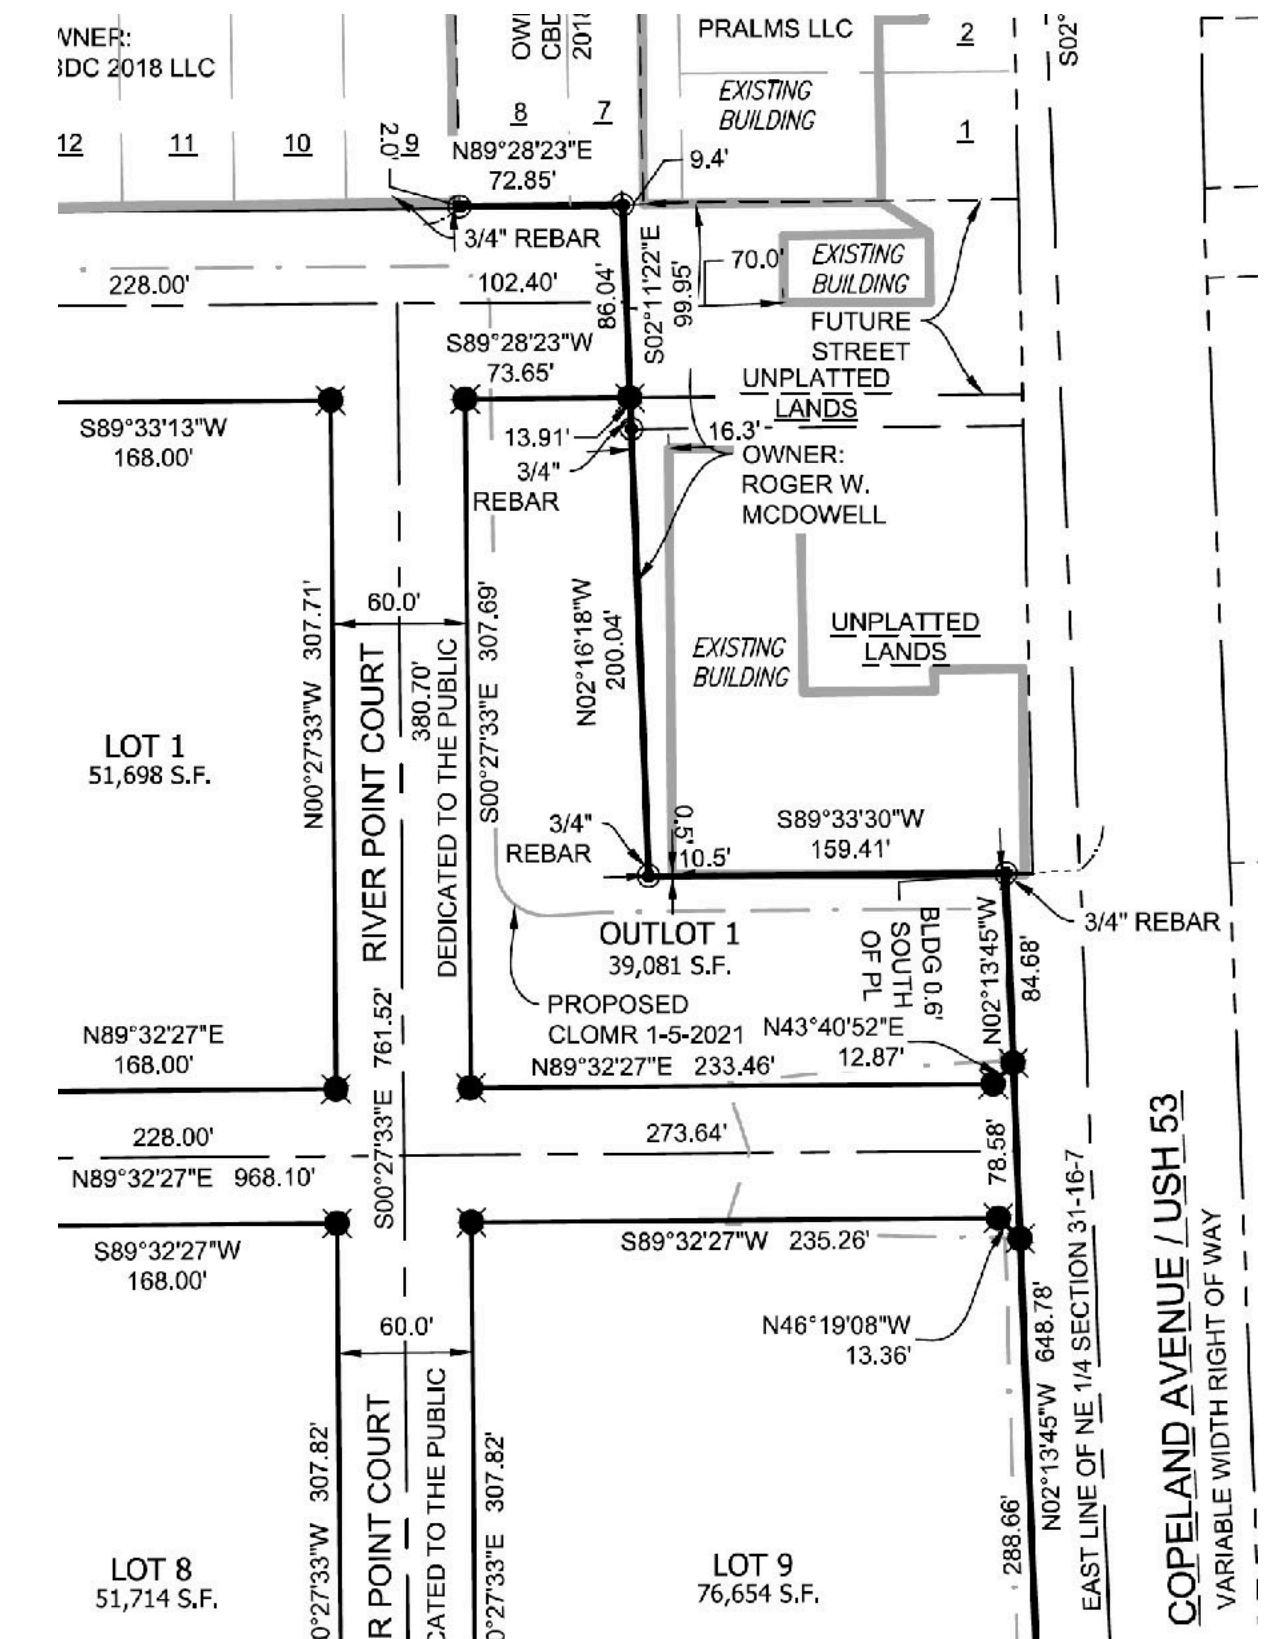 WNER:
BDC 2018 LLC
OWI
CBD
2018
PRALMS LLC
2
S02°
EXISTING
BUILDING
12
11
10
9
8
7
1
2.0'
N89°28'23"E
72.85'
9.4'
3/4" REBAR
228.00'
102.40'
86.04'
S02°11'22"E
99.95'
70.0'
EXISTING
BUILDING
FUTURE
STREET
S89°28'23"W
73.65'
UNPLATTED
LANDS
S89°33'13"W
168.00'
13.91'
3/4"
REBAR
16.3'
OWNER:
ROGER W.
MCDOWELL
N00°27'33"W 307.71'
60.0'
RIVER POINT COURT
380.70'
DEDICATED TO THE PUBLIC
S00°27'33"E 307.69'
N02°16'18"W
200.04'
EXISTING
BUILDING
UNPLATTED
LANDS
LOT 1
51,698 S.F.
3/4"
REBAR
0.5'
10.5'
S89°33'30"W
159.41'
3/4" REBAR
OUTLOT 1
39,081 S.F.
BLDG 0.6'
SOUTH
OF PL
N02°13'45"W
84.68'
PROPOSED
CLOMR 1-5-2021
N43°40'52"E
12.87'
N89°32'27"E
168.00'
S00°27'33"E 761.52'
N89°32'27"E 233.46'
228.00'
273.64'
78.58'
N89°32'27"E 968.10'
S89°32'27"W
168.00'
S89°32'27"W 235.26'
60.0'
N46°19'08"W
13.36'
N02°13'45"W 648.78'
288.66'
EAST LINE OF NE 1/4 SECTION 31-16-7
COPELAND AVENUE / USH 53
VARIABLE WIDTH RIGHT OF WAY
0°27'33"W 307.82'
R POINT COURT
CATED TO THE PUBLIC
0°27'33"E 307.82'
LOT 8
51,714 S.F.
LOT 9
76,654 S.F.